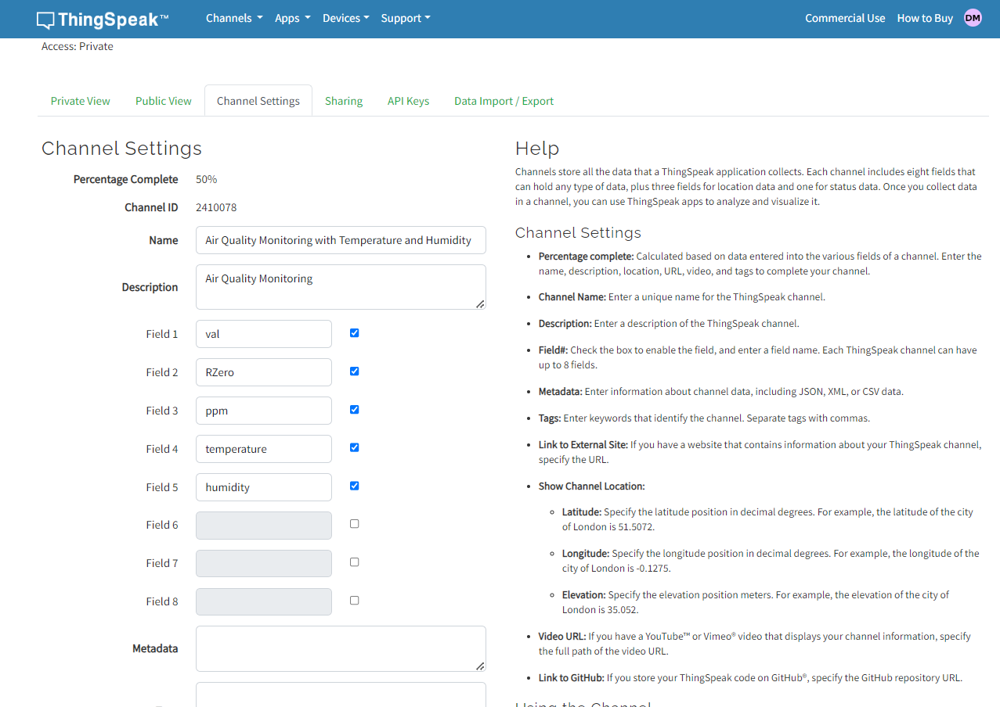 ThingSpeak™ Channels Apps Devices Support Commercial Use How to Buy DM
Access: Private
Private View Public View Channel Settings Sharing API Keys Data Import / Export
Channel Settings
Percentage Complete 50%
Channel ID 2410078
Name Air Quality Monitoring with Temperature and Humidity
Description Air Quality Monitoring
Field 1 val
Field 2 RZero
Field 3 ppm
Field 4 temperature
Field 5 humidity
Field 6
Field 7
Field 8
Metadata
Help
Channels store all the data that a ThingSpeak application collects. Each channel includes eight fields that
can hold any type of data, plus three fields for location data and one for status data. Once you collect data
in a channel, you can use ThingSpeak apps to analyze and visualize it.
Channel Settings
• Percentage complete: Calculated based on data entered into the various fields of a channel. Enter the
name, description, location, URL, video, and tags to complete your channel.
• Channel Name: Enter a unique name for the ThingSpeak channel.
• Description: Enter a description of the ThingSpeak channel.
• Field#: Check the box to enable the field, and enter a field name. Each ThingSpeak channel can have
up to 8 fields.
• Metadata: Enter information about channel data, including JSON, XML, or CSV data.
• Tags: Enter keywords that identify the channel. Separate tags with commas.
• Link to External Site: If you have a website that contains information about your ThingSpeak channel,
specify the URL.
• Show Channel Location:
◦ Latitude: Specify the latitude position in decimal degrees. For example, the latitude of the city
of London is 51.5072.
◦ Longitude: Specify the longitude position in decimal degrees. For example, the longitude of the
city of London is -0.1275.
◦ Elevation: Specify the elevation position meters. For example, the elevation of the city of
London is 35.052.
• Video URL: If you have a YouTube™ or Vimeo® video that displays your channel information, specify
the full path of the video URL.
• Link to GitHub: If you store your ThingSpeak code on GitHub®, specify the GitHub repository URL.
Using the Channel